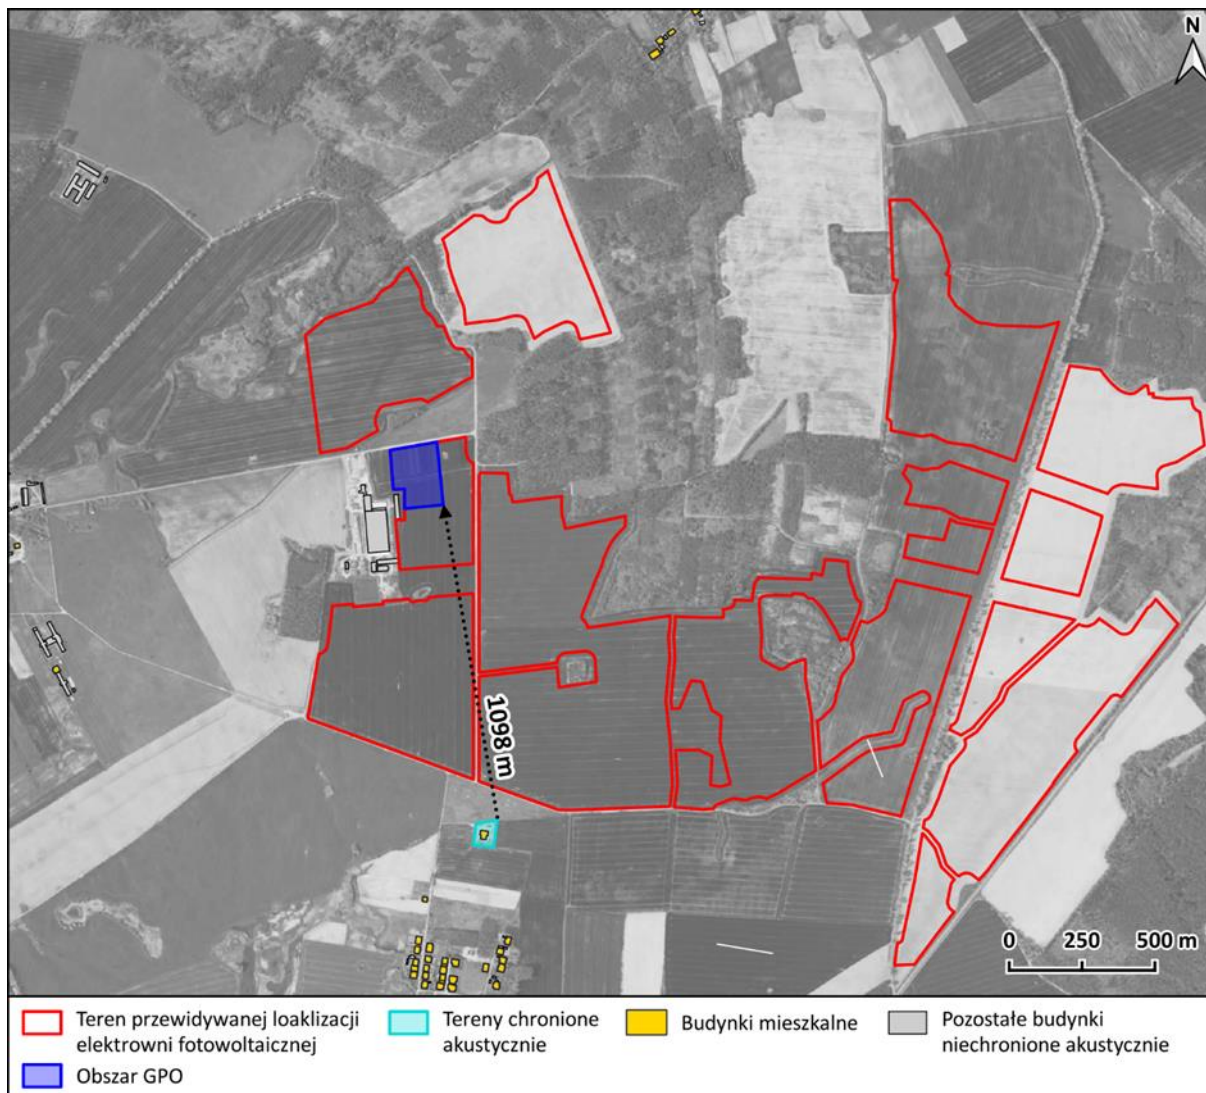 N
1098 m
0 250 500 m
Teren przewidywanej loaklizacji
elektrowni fotowoltaicznej
Obszar GPO
Tereny chronione
akustycznie
Budynki mieszkalne
Pozostałe budynki
niechronione akustycznie